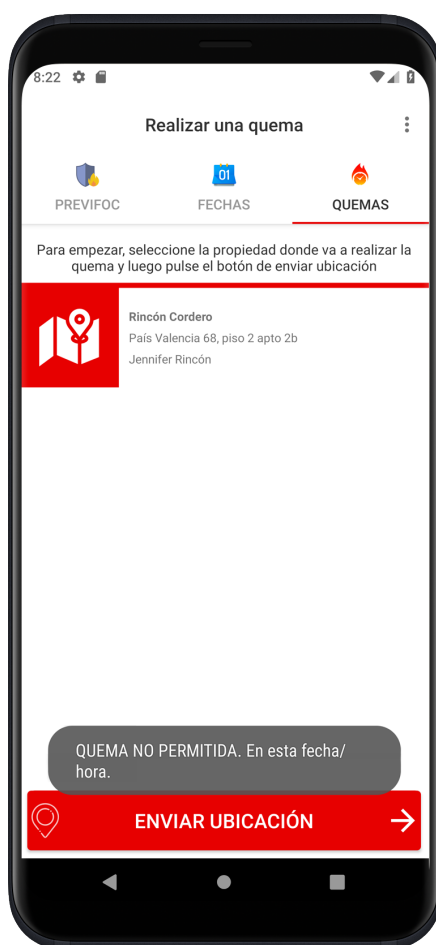 8:22
Realizar una quema
01
PREVIFOC
FECHAS
QUEMAS
Para empezar, seleccione la propiedad donde va a realizar la
quema y luego pulse el botón de enviar ubicación
Rincón Cordero
País Valencia 68, piso 2 apto 2b
Jennifer Rincón
QUEMA NO PERMITIDA. En esta fecha/
hora.
ENVIAR UBICACIÓN